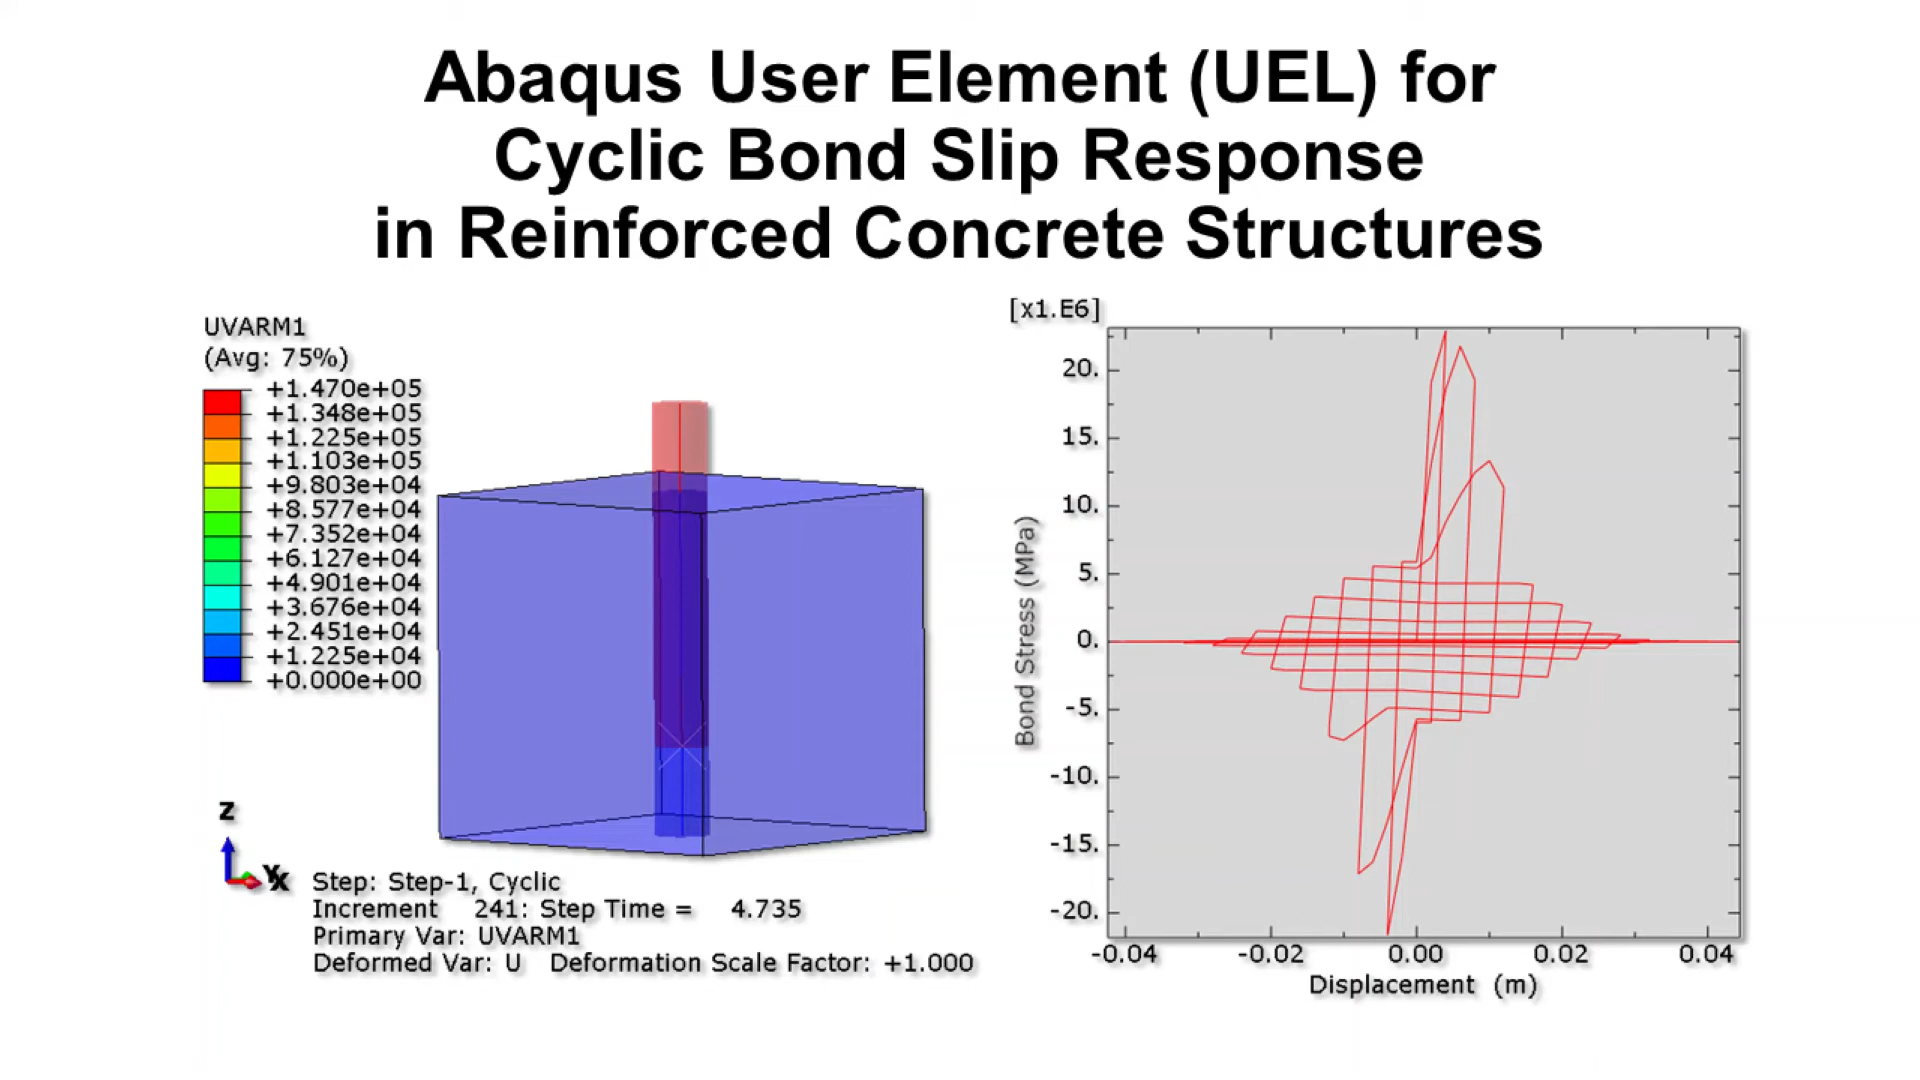 Abaqus User Element (UEL) for
Cyclic Bond Slip Response
in Reinforced Concrete Structures
UVARM1
(Avg: 75%)
+1.470e+05
+1.348e+05
+1.225e+05
+1.103e+05
+9.803e+04
+8.577e+04
+7.352e+04
+6.127e+04
+4.901e+04
+3.676e+04
+2.451e+04
+1.225e+04
+0.000e+00
Z
Y
X
Step: Step-1, Cyclic
Increment 241: Step Time = 4.735
Primary Var: UVARM1
Deformed Var: U Deformation Scale Factor: +1.000
[x1.E6]
20.
15.
10.
5.
0.
-5.
-10.
-15.
-20.
Bond Stress (MPa)
-0.04 -0.02 0.00 0.02 0.04
Displacement (m)